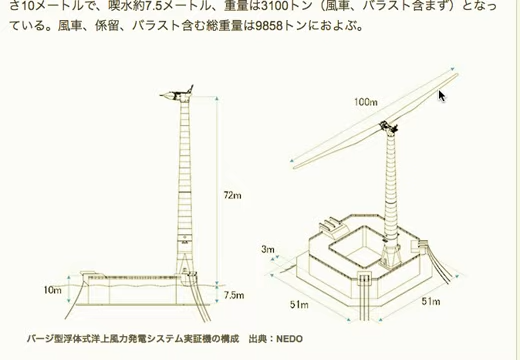 さ10メートルで、喫水約7.5メートル、重量は3100トン（風車、バラスト含まず）となっ
ている。風車、係留、バラスト含む総重量は9858トンにおよぶ。
100m
72m
3m
10m
7.5m
51m
51m
バージ型浮体式洋上風力発電システム実証機の構成　出典：NEDO